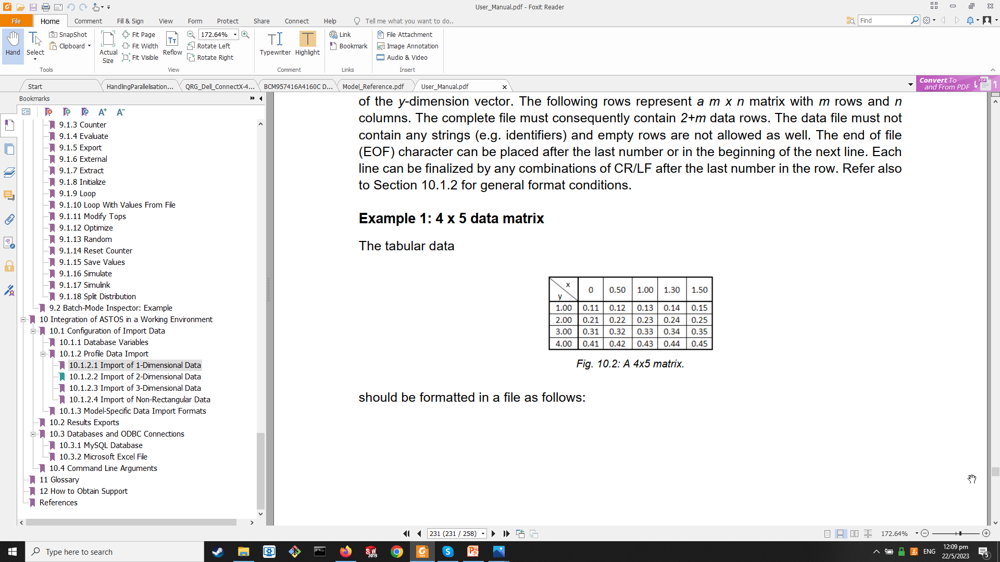 User_Manual.pdf - Foxit Reader
File
Home
Comment
Fill & Sign
View
Form
Protect
Share
Connect
Help
Tell me what you want to do..
Find
Hand
Select
SnapShot
Clipboard
Tools
Actual Size
Fit Page
Fit Width
Fit Visible
Reflow
172.64%
Rotate Left
Rotate Right
View
Typewriter
Highlight
Comment
Link
Bookmark
Links
File Attachment
Image Annotation
Audio & Video
Insert
Start
HandlingParallelisation...
QRG_Dell_ConnectX-4...
BCM957416A4160C D...
Model_Reference.pdf
User_Manual.pdf
Convert To
and From PDF
PDF
Bookmarks
9.1.3 Counter
9.1.4 Evaluate
9.1.5 Export
9.1.6 External
9.1.7 Extract
9.1.8 Initialize
9.1.9 Loop
9.1.10 Loop With Values From File
9.1.11 Modify Tops
9.1.12 Optimize
9.1.13 Random
9.1.14 Reset Counter
9.1.15 Save Values
9.1.16 Simulate
9.1.17 Simulink
9.1.18 Split Distribution
9.2 Batch-Mode Inspector: Example
10 Integration of ASTOS in a Working Environment
10.1 Configuration of Import Data
10.1.1 Database Variables
10.1.2 Profile Data Import
10.1.2.1 Import of 1-Dimensional Data
10.1.2.2 Import of 2-Dimensional Data
10.1.2.3 Import of 3-Dimensional Data
10.1.2.4 Import of Non-Rectangular Data
10.1.3 Model-Specific Data Import Formats
10.2 Results Exports
10.3 Databases and ODBC Connections
10.3.1 MySQL Database
10.3.2 Microsoft Excel File
10.4 Command Line Arguments
11 Glossary
12 How to Obtain Support
References
of the y-dimension vector. The following rows represent a m x n matrix with m rows and n
columns. The complete file must consequently contain 2+m data rows. The data file must not
contain any strings (e.g. identifiers) and empty rows are not allowed as well. The end of file
(EOF) character can be placed after the last number or in the beginning of the next line. Each
line can be finalized by any combinations of CR/LF after the last number in the row. Refer also
to Section 10.1.2 for general format conditions.
Example 1: 4 x 5 data matrix
The tabular data
x
y
0 0.50 1.00 1.30 1.50
1.00 0.11 0.12 0.13 0.14 0.15
2.00 0.21 0.22 0.23 0.24 0.25
3.00 0.31 0.32 0.33 0.34 0.35
4.00 0.41 0.42 0.43 0.44 0.45
Fig. 10.2: A 4x5 matrix.
should be formatted in a file as follows:
231 (231 / 258)
172.64%
Type here to search
SW
2019
ENG
12:09 pm
22/5/2023
5